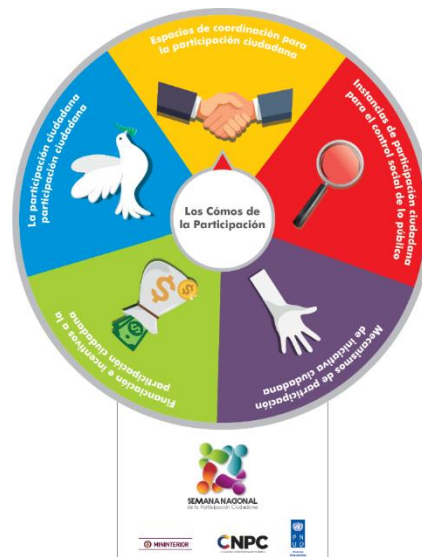 Espacios de coordinación para
la participación ciudadana
Instancias de participación ciudadana
para el control social de lo público
Mecanismos de participación
de iniciativa ciudadana
Financiación e incentivos a la
participación ciudadana
La participación ciudadana
participación ciudadana
Los Cómos de
la Participación
SEMANA NACIONAL
de la Participación Ciudadana
MININTERIOR
CNPC
P N
U D